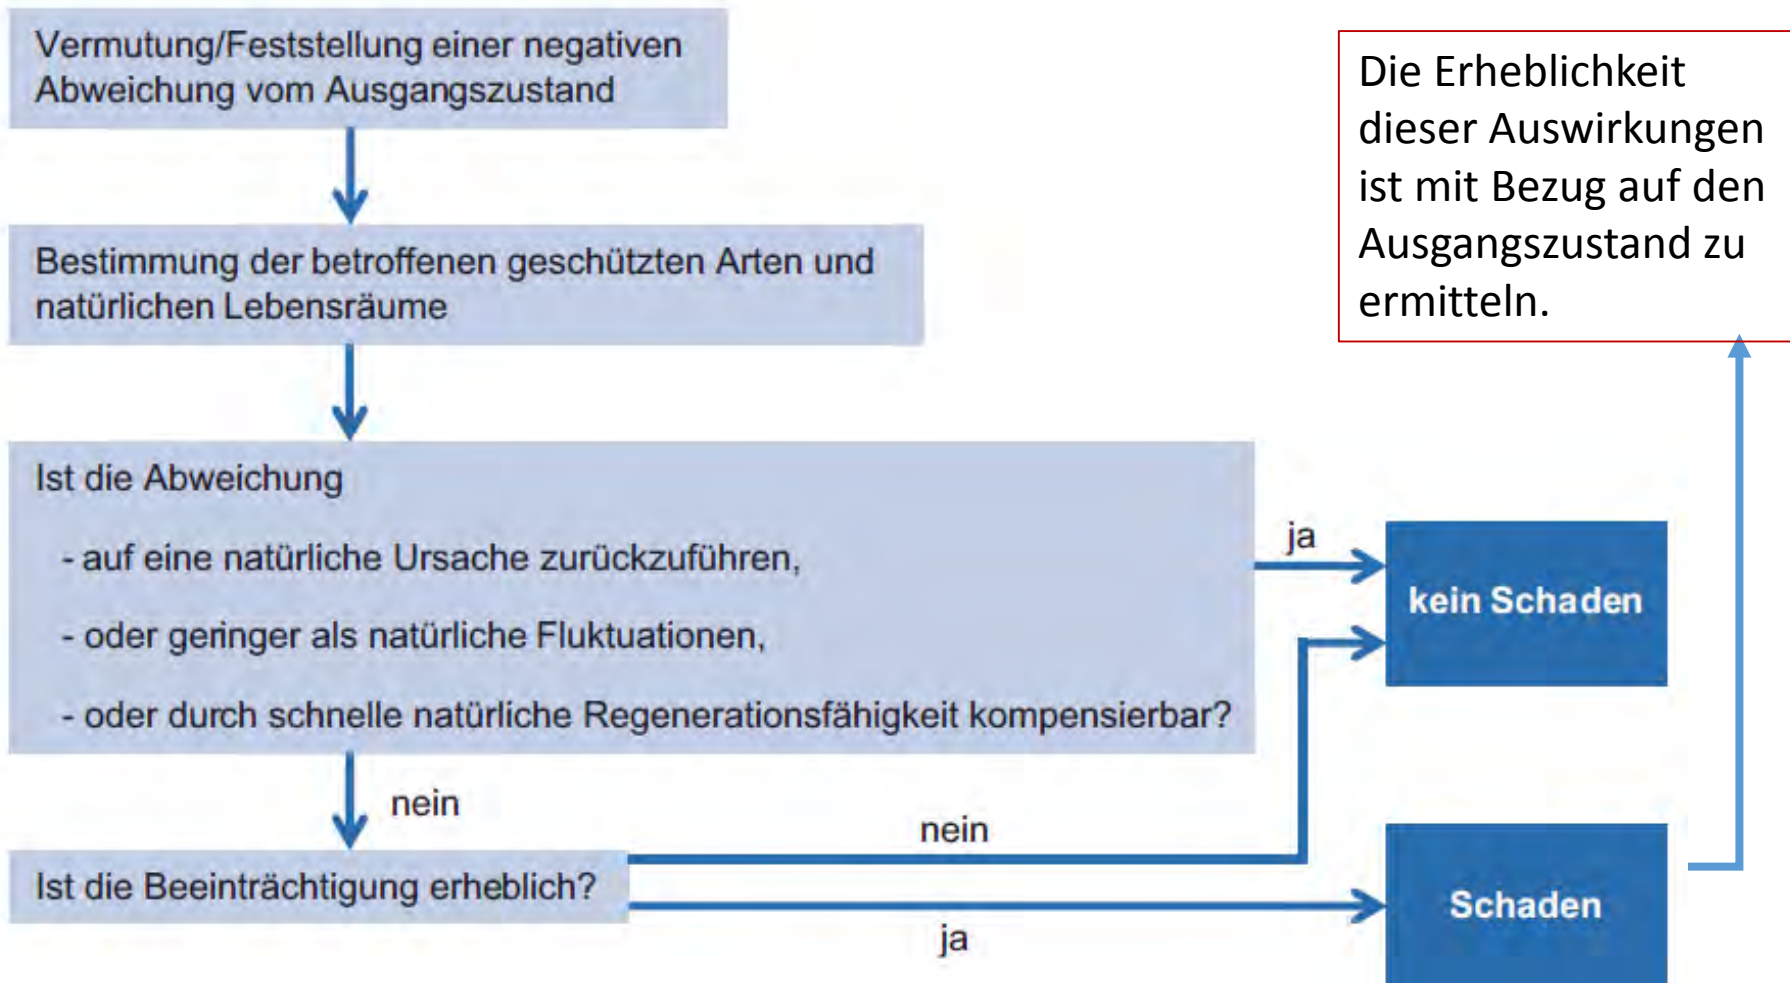 Vermutung/Feststellung einer negativen
Abweichung vom Ausgangszustand
Die Erheblichkeit
dieser Auswirkungen
ist mit Bezug auf den
Ausgangszustand zu
ermitteln.
Bestimmung der betroffenen geschützten Arten und
natürlichen Lebensräume
Ist die Abweichung
- auf eine natürliche Ursache zurückzuführen,
- oder geringer als natürliche Fluktuationen,
- oder durch schnelle natürliche Regenerationsfähigkeit kompensierbar?
ja
kein Schaden
nein
Ist die Beeinträchtigung erheblich?
nein
ja
Schaden